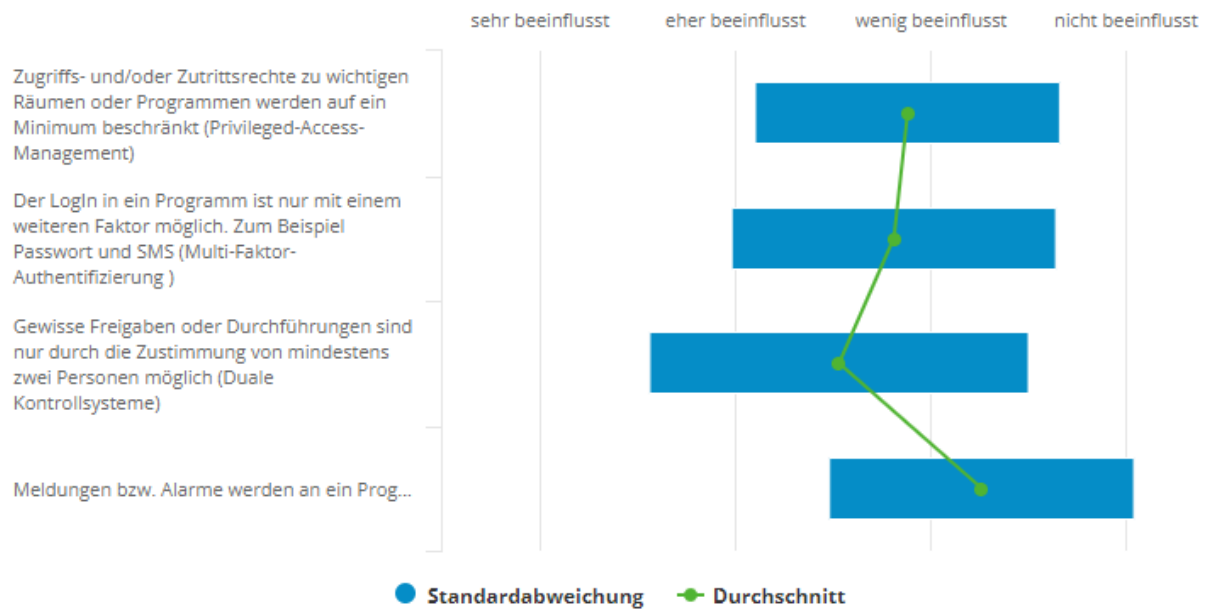 sehr beeinflusst eher beeinflusst wenig beeinflusst nicht beeinflusst
Zugriffs- und/oder Zutrittsrechte zu wichtigen
Räumen oder Programmen werden auf ein
Minimum beschränkt (Privileged-Access-
Management)
Der LogIn in ein Programm ist nur mit einem
weiteren Faktor möglich. Zum Beispiel
Passwort und SMS (Multi-Faktor-
Authentifizierung )
Gewisse Freigaben oder Durchführungen sind
nur durch die Zustimmung von mindestens
zwei Personen möglich (Duale
Kontrollsysteme)
Meldungen bzw. Alarme werden an ein Prog...
Standardabweichung Durchschnitt